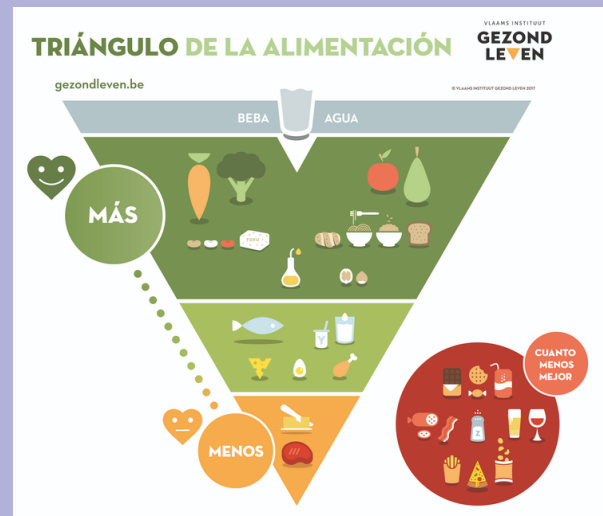 TRIÁNGULO DE LA ALIMENTACIÓN
VLAAMS INSTITUUT
GEZOND
LEVEN
gezondleven.be
© VLAAMS INSTITUUT GEZOND LEVEN 2017
BEBA AGUA
MÁS
TOFU
Y
CUANTO
MENOS
MEJOR
MENOS
Z